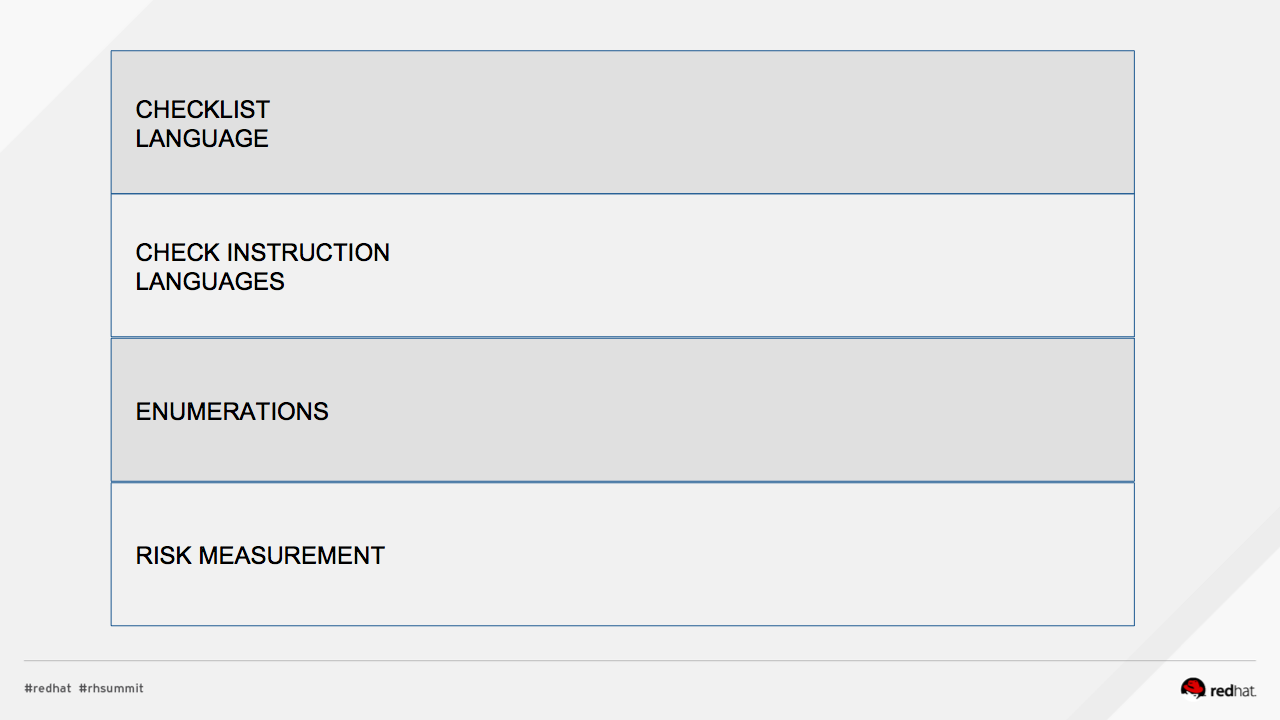 CHECKLIST
LANGUAGE
CHECK INSTRUCTION
LANGUAGES
ENUMERATIONS
RISK MEASUREMENT
#redhat #rhsummit
redhat.